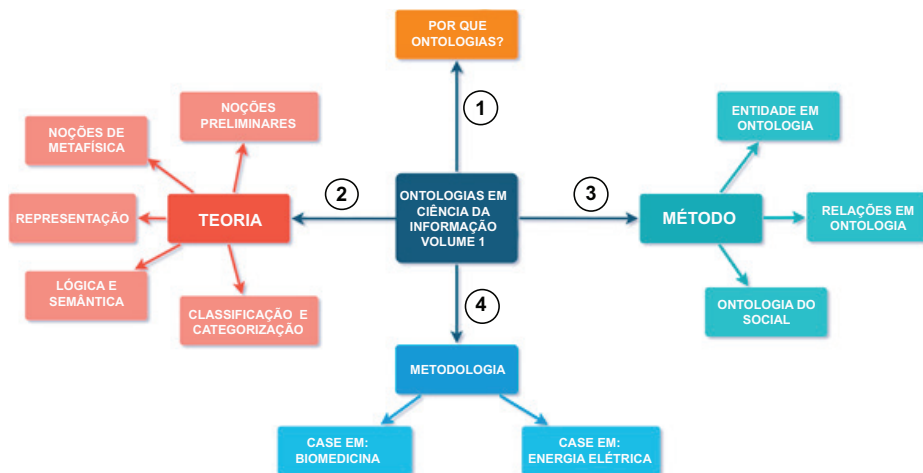 POR QUE
ONTOLOGIAS?
1
NOÇÕES
PRELIMINARES
NOÇÕES DE
METAFÍSICA
REPRESENTAÇÃO
TEORIA
LÓGICA E
SEMÂNTICA
CLASSIFICAÇÃO E
CATEGORIZAÇÃO
2
ONTOLOGIAS EM
CIÊNCIA DA
INFORMAÇÃO
VOLUME 1
3
ENTIDADE EM
ONTOLOGIA
MÉTODO
RELAÇÕES EM
ONTOLOGIA
ONTOLOGIA DO
SOCIAL
4
METODOLOGIA
CASE EM:
BIOMEDICINA
CASE EM:
ENERGIA ELÉTRICA